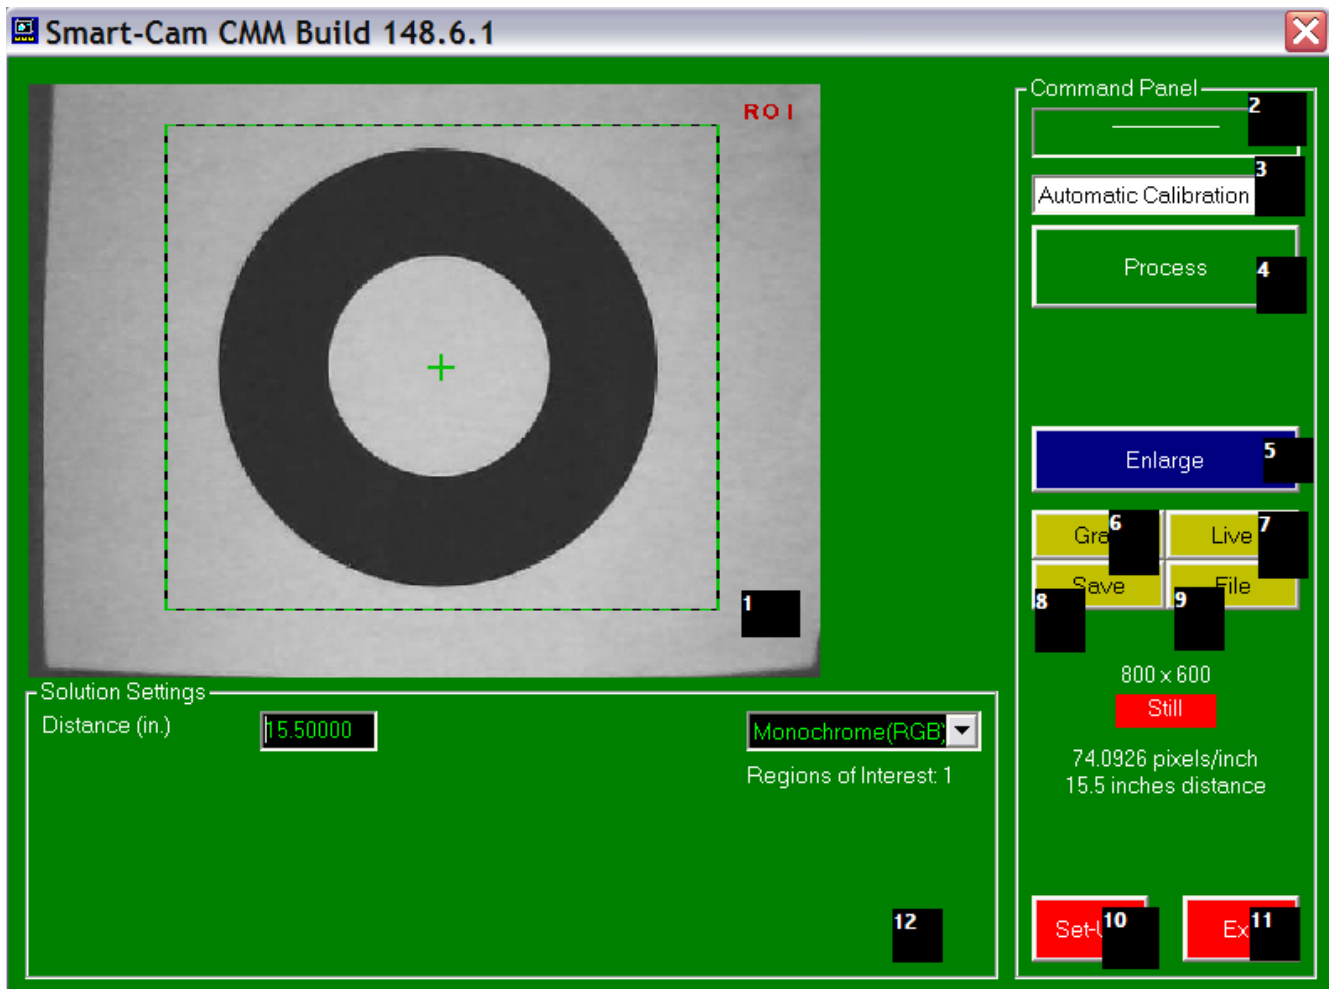 Smart-Cam CMM Build 148.6.1
ROI
1
Command Panel
2
3
Automatic Calibration
Process
4
Enlarge
5
6
Live
7
Save
File
8
9
800 x 600
Still
74.0926 pixels/inch
15.5 inches distance
10
11
Solution Settings
Distance (in.)
15.50000
Monochrome(RGB)
Regions of Interest: 1
12